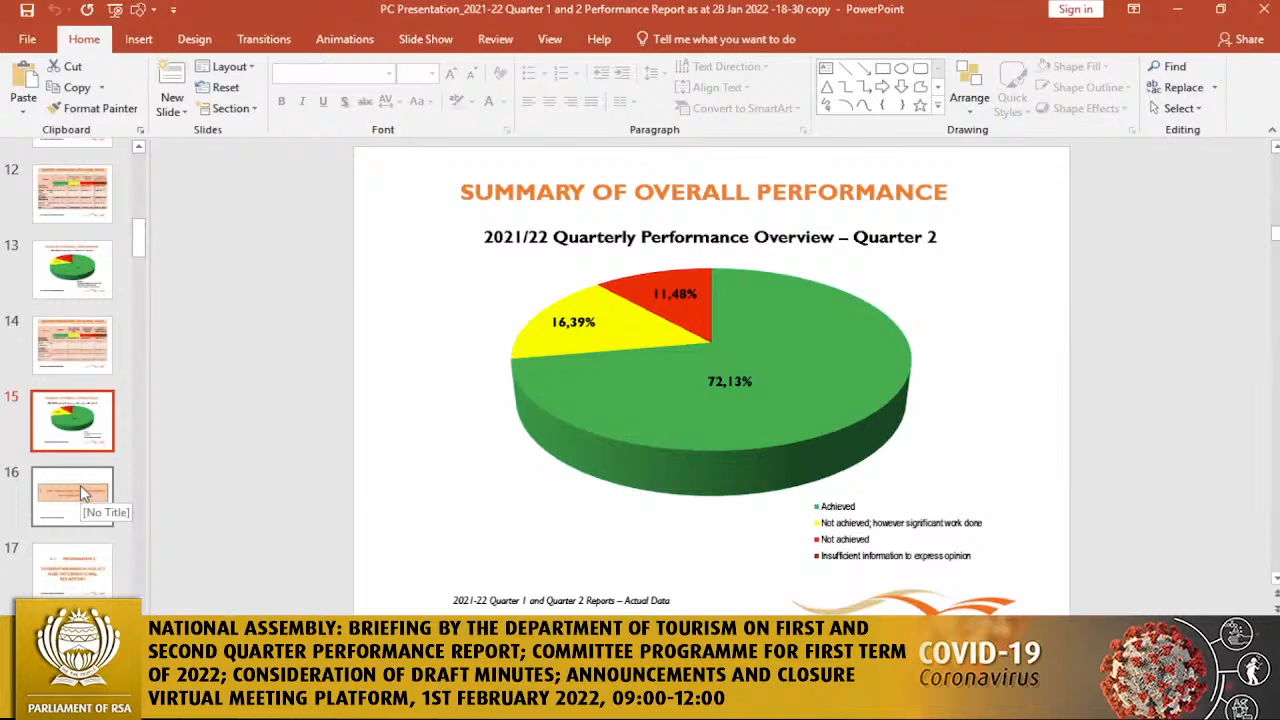 PC Presentation_2021-22 Quarter 1 and 2 Performance Report as at 28 Jan 2022 -18-30 copy - PowerPoint
Sign in
File Home Insert Design Transitions Animations Slide Show Review View Help Tell me what you want to do Share
Paste
Cut
Copy
Format Painter
Clipboard
New Slide
Layout
Reset
Section
Slides
B I U S abc AV Aa A
Font
Text Direction
Align Text
Convert to SmartArt
Paragraph
Arrange
Quick Styles
Shape Fill
Shape Outline
Shape Effects
Drawing
Find
Replace
Select
Editing
12
13
14
15
16
[No Title]
17
SUMMARY OF OVERALL PERFORMANCE
2021/22 Quarterly Performance Overview – Quarter 2
11,48%
16,39%
72,13%
Achieved
Not achieved; however significant work done
Not achieved
Insufficient information to express opinion
2021-22 Quarter 1 and Quarter 2 Reports – Actual Data
PARLIAMENT OF RSA
NATIONAL ASSEMBLY: BRIEFING BY THE DEPARTMENT OF TOURISM ON FIRST AND
SECOND QUARTER PERFORMANCE REPORT; COMMITTEE PROGRAMME FOR FIRST TERM
OF 2022; CONSIDERATION OF DRAFT MINUTES; ANNOUNCEMENTS AND CLOSURE
VIRTUAL MEETING PLATFORM, 1ST FEBRUARY 2022, 09:00-12:00
COVID-19
Coronavirus